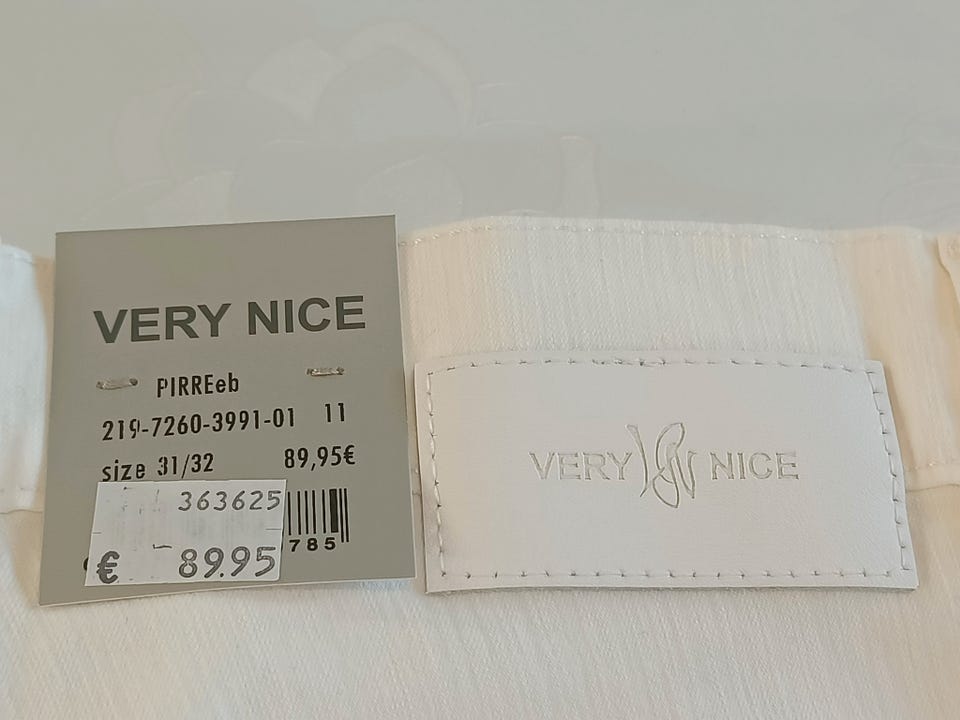 VERY NICE
PIRREeb
219-7260-3991-01 11
size 31/32 89,95€
363625
785
€ 89.95
VERY NICE